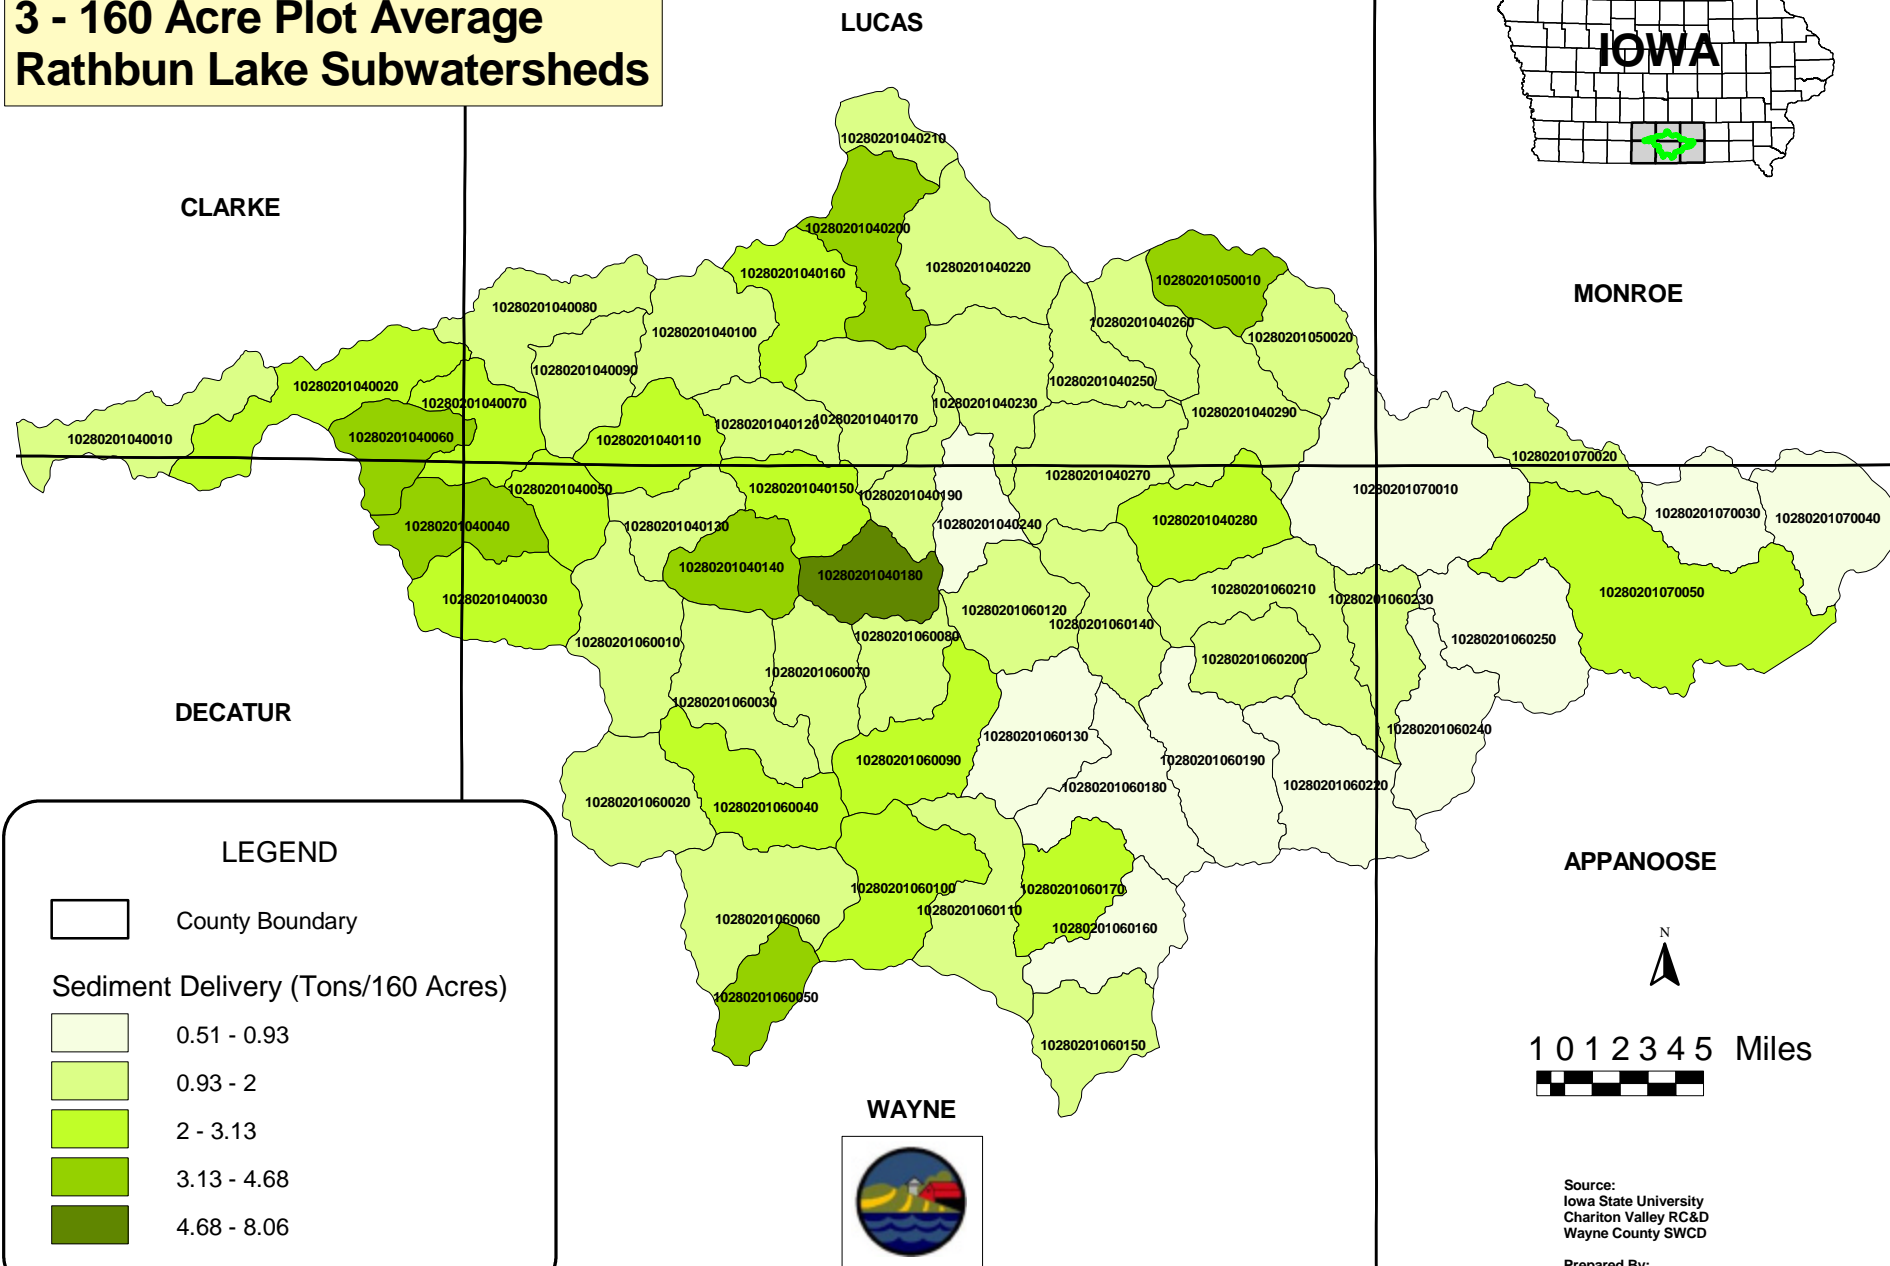 3 - 160 Acre Plot Average
Rathbun Lake Subwatersheds
LUCAS
IOWA
CLARKE
MONROE
DECATUR
APPANOOSE
WAYNE
10280201040210
10280201040200
10280201040160
10280201040220
10280201050010
10280201040080
10280201040100
10280201040260
10280201050020
10280201040090
10280201040020
10280201040250
10280201040070
10280201040230
10280201040290
10280201040010
10280201040060
10280201040110
10280201040120
10280201040170
10280201070020
10280201040050
10280201040150
10280201040190
10280201040270
10280201070010
10280201040040
10280201040130
10280201040240
10280201040280
10280201070030
10280201070040
10280201040140
10280201040180
10280201040030
10280201060120
10280201060210
10280201060230
10280201070050
10280201060010
10280201060080
10280201060140
10280201060250
10280201060070
10280201060200
10280201060030
10280201060130
10280201060240
10280201060090
10280201060190
10280201060020
10280201060040
10280201060180
10280201060220
10280201060100
10280201060170
10280201060060
10280201060110
10280201060160
10280201060050
10280201060150
LEGEND
County Boundary
Sediment Delivery (Tons/160 Acres)
0.51 - 0.93
0.93 - 2
2 - 3.13
3.13 - 4.68
4.68 - 8.06
N
1 0 1 2 3 4 5 Miles
Source:
Iowa State University
Chariton Valley RC&D
Wayne County SWCD
Prepared By: